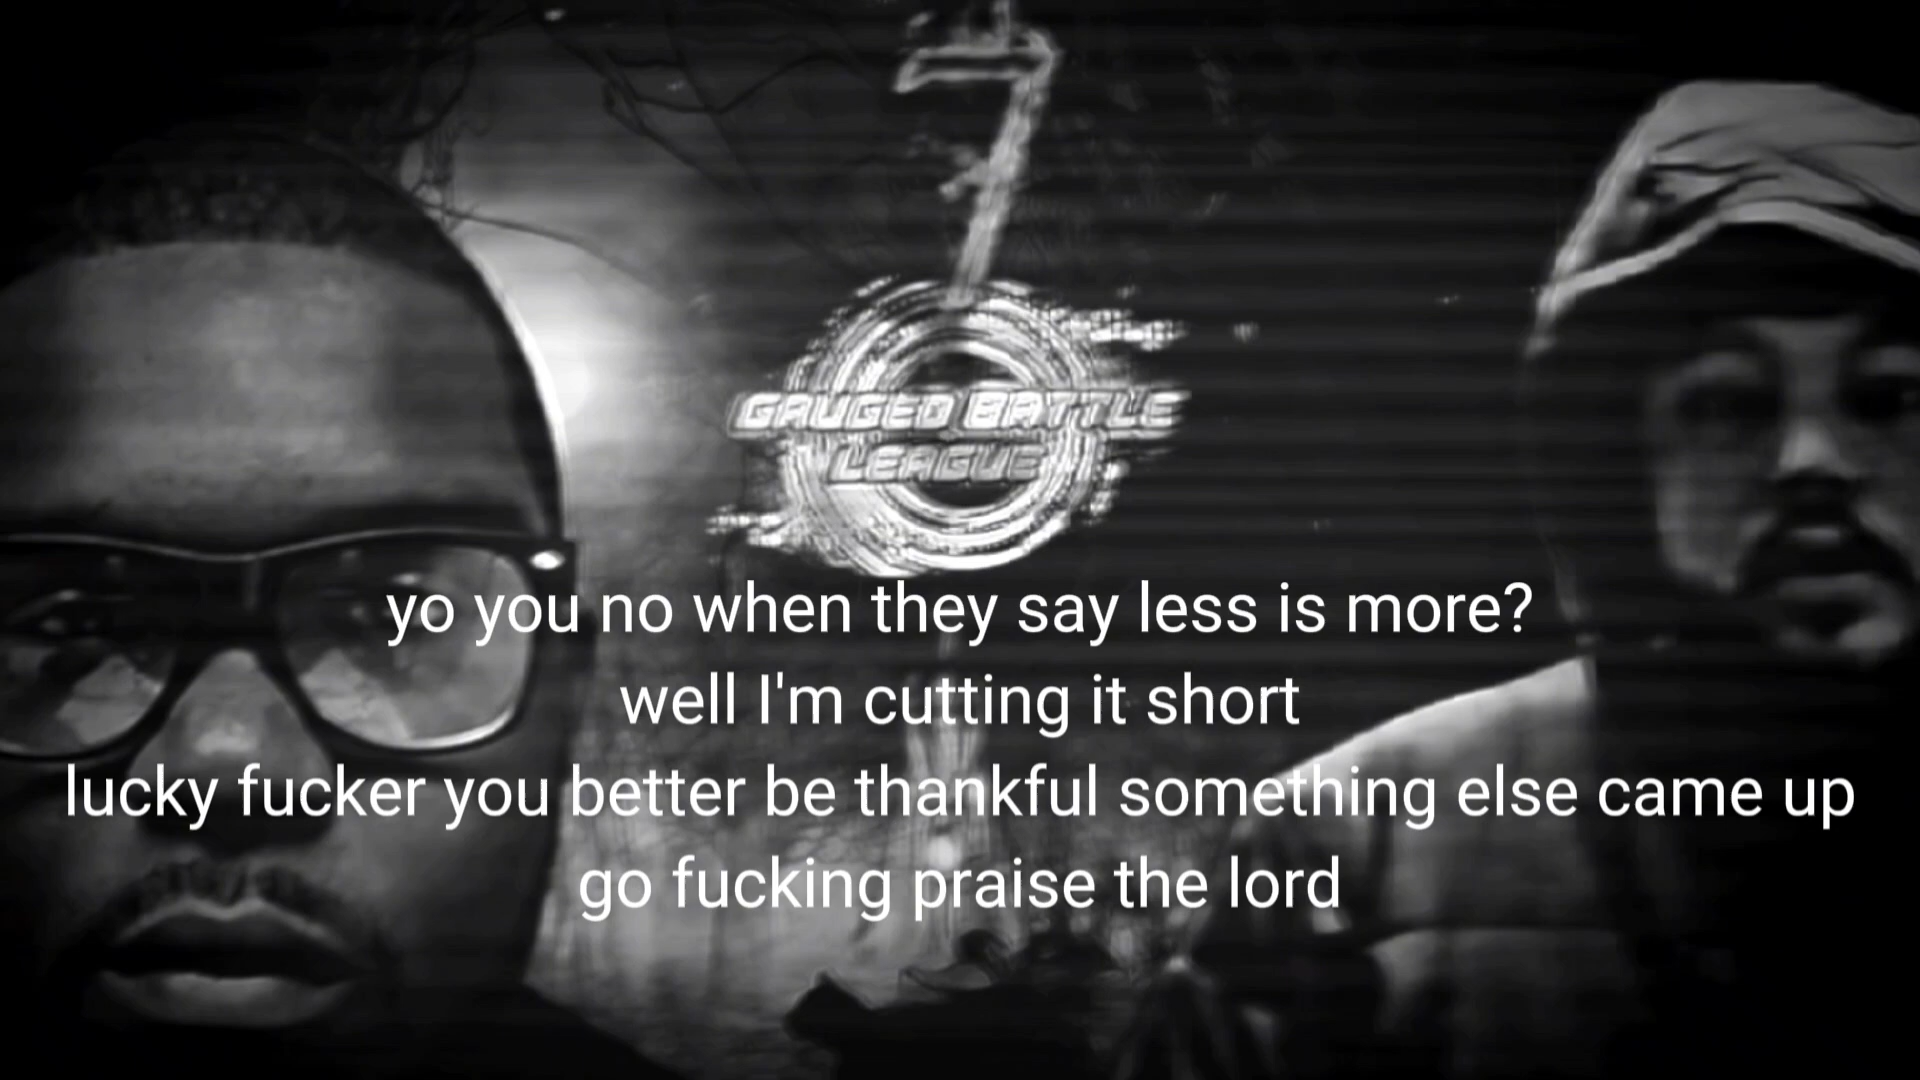 7
GAUGED BATTLE
LEAGUE
yo you no when they say less is more?
well I'm cutting it short
lucky fucker you better be thankful something else came up
go fucking praise the lord